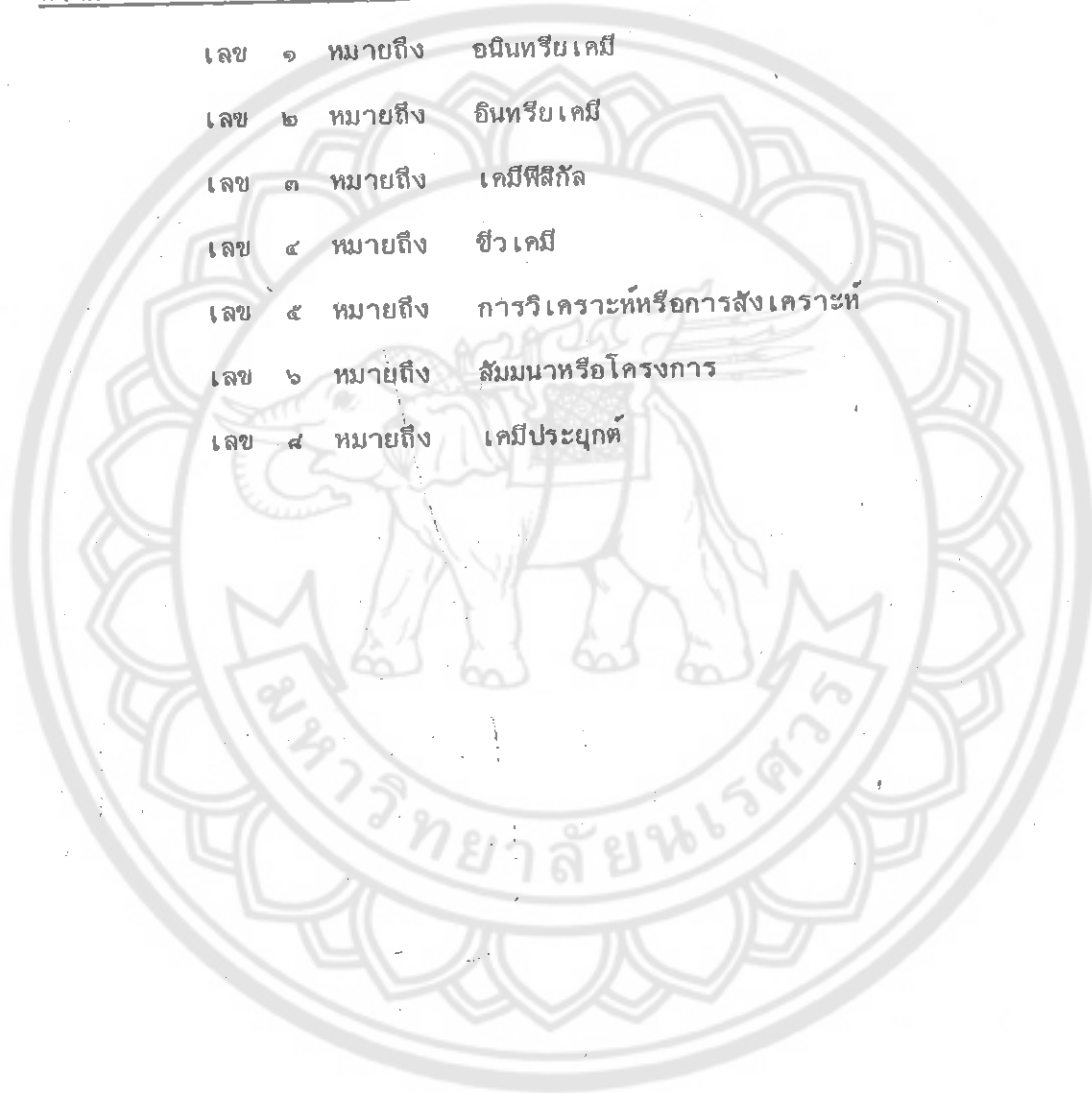 เลข ๑ หมายถึง อนินทรียเคมี
เลข ๒ หมายถึง อินทรียเคมี
เลข ๓ หมายถึง เคมีฟิสิกัล
เลข ๔ หมายถึง ชีวเคมี
เลข ๕ หมายถึง การวิเคราะห์หรือการสังเคราะห์
เลข ๖ หมายถึง สัมมนาหรือโครงการ
เลข ๘ หมายถึง เคมีประยุกต์
มหาวิทยาลัยนเรศวร